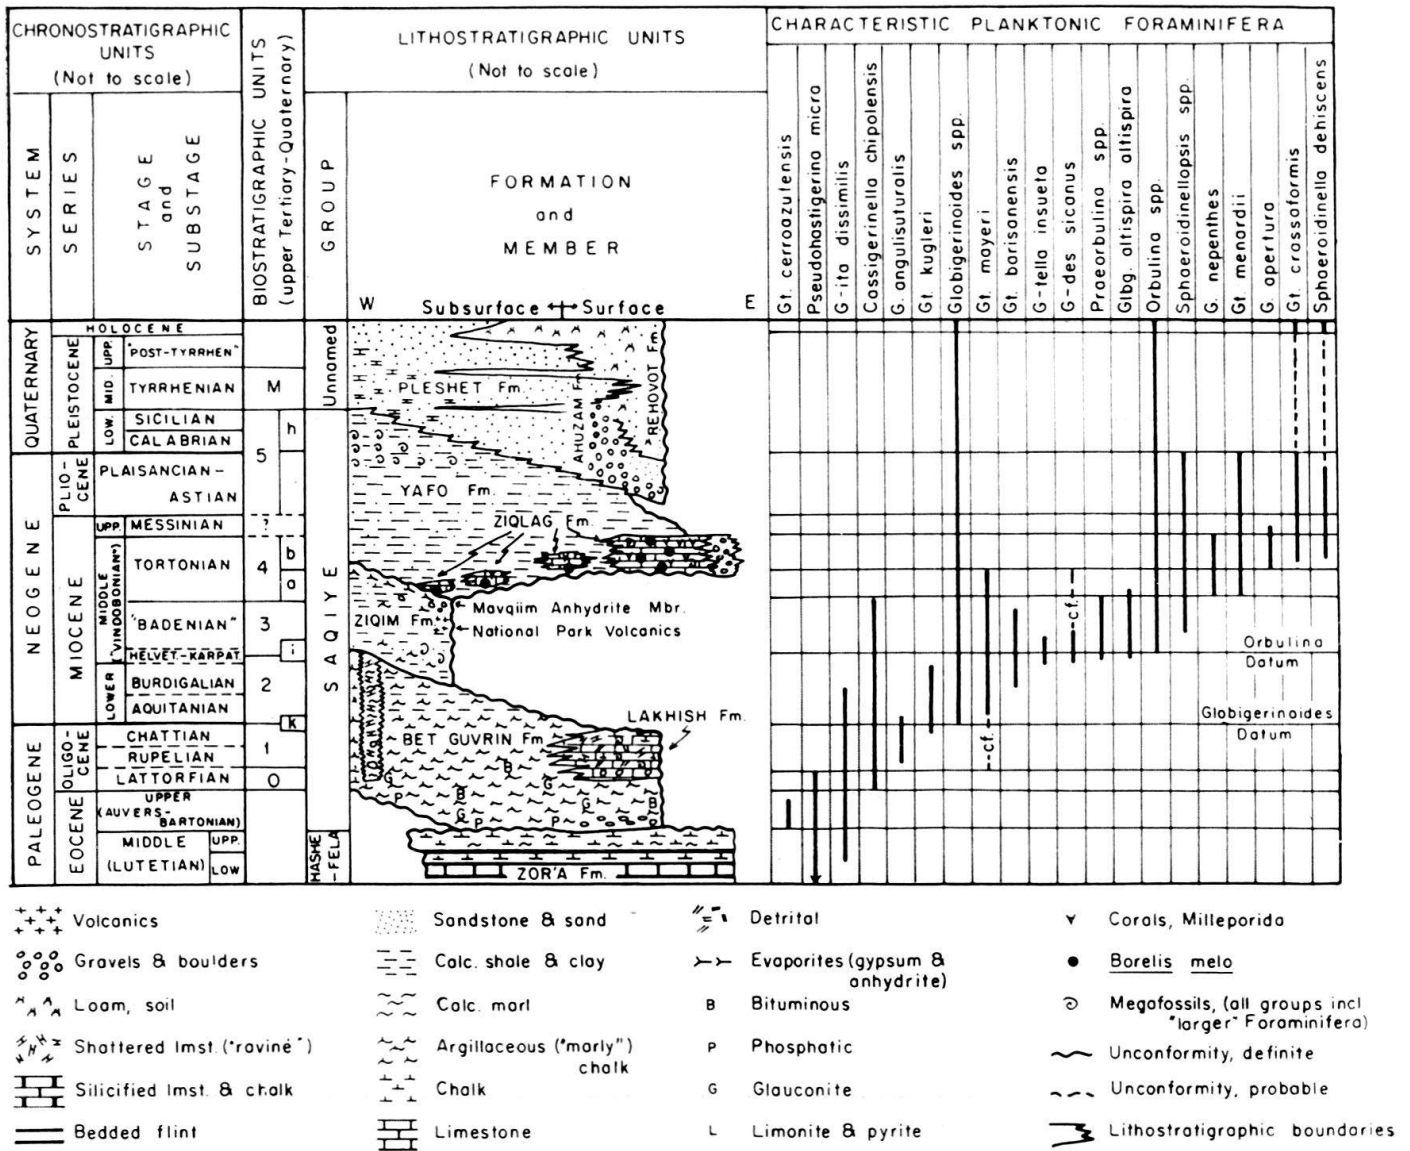 CHRONOSTRATIGRAPHIC
UNITS
(Not to scale)
BIOSTRATIGRAPHIC UNITS
(upper Tertiary-Quaternary)
LITHOSTRATIGRAPHIC UNITS
(Not to scale)
CHARACTERISTIC PLANKTONIC FORAMINIFERA
SYSTEM
SERIES
STAGE
and
SUBSTAGE
GROUP
FORMATION
and
MEMBER
W
Subsurface
Surface
E
Gt. cerroazulensis
Pseudohastigerina micra
G-ita dissimilis
Cassigerinella chipolensis
G. angulisuturalis
Gt. kugleri
Globigerinoides spp.
Gt. mayeri
Gt. barisanensis
G-tella insueta
G-des sicanus
Praeorbulina spp.
Glbg. altispira altispira
Orbulina spp.
Sphaeroidinellopsis spp.
G. nepenthes
Gt. menardii
G. apertura
Gt. crassaformis
Sphaeroidinella dehiscens
QUATERNARY
NEOGENE
PALEOGENE
HOLOCENE
PLEISTOCENE
PLIO-
CENE
MIOCENE
OLIGO-
CENE
EOCENE
UPP.
MID.
LOW.
"POST-TYRRHEN"
TYRRHENIAN
SICILIAN
CALABRIAN
PLAISANCIAN-
ASTIAN
UPP.
MESSINIAN
MIDDLE
("VINDOBONIAN")
TORTONIAN
"BADENIAN"
HELVET-KARPAT
LOWER
BURDIGALIAN
AQUITANIAN
CHATTIAN
RUPELIAN
LATTORFIAN
UPPER
(AUVERS-
BARTONIAN)
MIDDLE
(LUTETIAN)
UPP.
LOW
M
h
5
?
b
4
a
3
i
2
k
1
O
Unnamed
SAQIYE
HASHE
-FELA
PLESHET Fm.
AHUZAM Fm.
REHOVOT Fm.
YAFO Fm.
ZIQLAG Fm.
ZIQIM Fm.
Mavqiim Anhydrite Mbr.
National Park Volcanics
LAKHISH Fm.
BET GUVRIN Fm.
B
G
G
B
G
B
P
G
P
P
ZOR'A Fm.
cf.
cf.
Orbulina
Datum
Globigerinoides
Datum
Volcanics
Gravels & boulders
Loam, soil
Shattered lmst. ("raviné")
Silicified lmst. & chalk
Bedded flint
Sandstone & sand
Calc. shale & clay
Calc. marl
Argillaceous ("marly")
chalk
Chalk
Limestone
Detrital
Evaporites (gypsum &
anhydrite)
B Bituminous
P Phosphatic
G Glauconite
L Limonite & pyrite
Corals, Milleporida
Borelis melo
Megafossils, (all groups incl
"larger" Foraminifera)
Unconformity, definite
Unconformity, probable
Lithostratigraphic boundaries